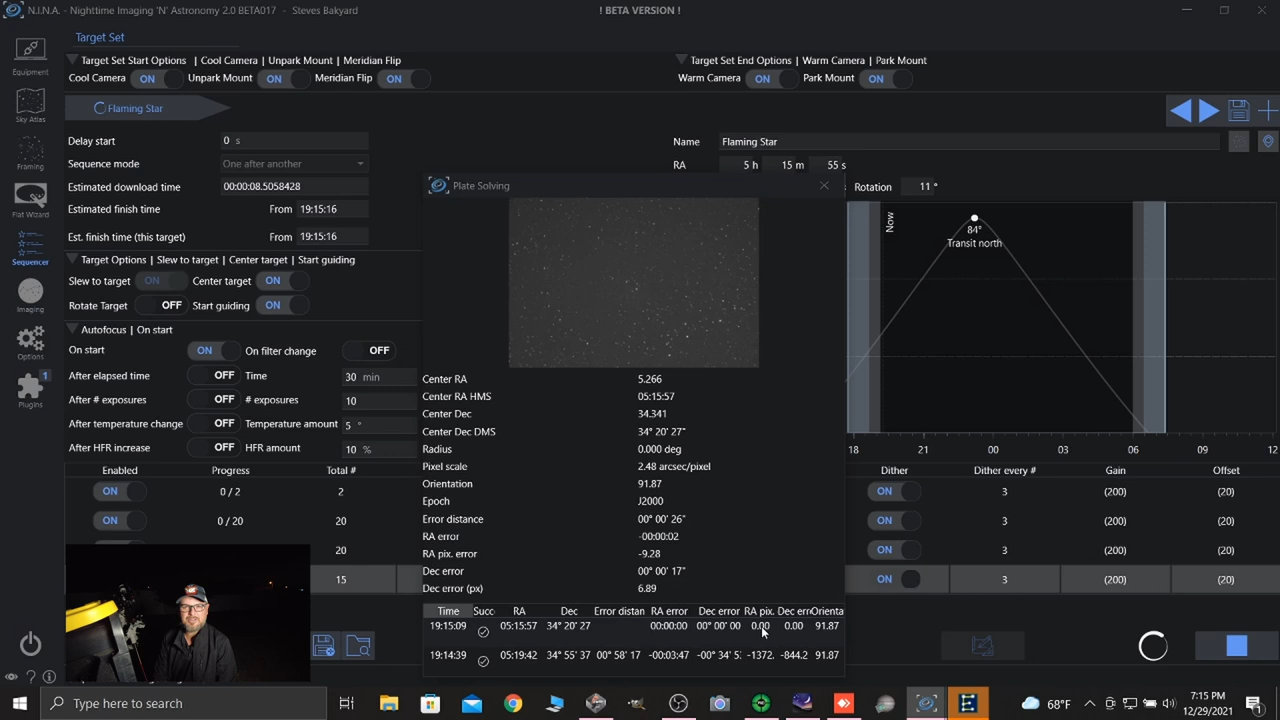 N.I.N.A. - Nighttime Imaging 'N' Astronomy 2.0 BETA017 - Steves Bakyard
! BETA VERSION !
Target Set
Target Set Start Options | Cool Camera | Unpark Mount | Meridian Flip
Target Set End Options | Warm Camera | Park Mount
Cool Camera ON Unpark Mount ON Meridian Flip ON
Warm Camera ON Park Mount ON
Equipment
Sky Atlas
Framing
Flat Wizard
Sequencer
Imaging
Options
Plugins
1
Flaming Star
Delay start 0 s
Name Flaming Star
Sequence mode One after another
RA 5 h 15 m 55 s
Estimated download time 00:00:08.5058428
Rotation 11 °
Estimated finish time From 19:15:16
Est. finish time (this target) From 19:15:16
Target Options | Slew to target | Center target | Start guiding
Slew to target ON Center target ON
Rotate Target OFF Start guiding ON
Autofocus | On start
On start ON On filter change OFF
After elapsed time OFF Time 30 min
After # exposures OFF # exposures 10
After temperature change OFF Temperature amount 5 °
After HFR increase OFF HFR amount 10 %
Now
84°
Transit north
18 21 00 03 06 09 12
Enabled Progress Total #
Dither Dither every # Gain Offset
ON 0 / 2 2 ON 3 (200) (20)
ON 0 / 20 20 ON 3 (200) (20)
20 ON 3 (200) (20)
15 ON 3 (200) (20)
Plate Solving
Center RA 5.266
Center RA HMS 05:15:57
Center Dec 34.341
Center Dec DMS 34° 20' 27"
Radius 0.000 deg
Pixel scale 2.48 arcsec/pixel
Orientation 91.87
Epoch J2000
Error distance 00° 00' 26"
RA error -00:00:02
RA pix. error -9.28
Dec error 00° 00' 17"
Dec error (px) 6.89
Time Succ RA Dec Error distan RA error Dec error RA pix. Dec err Orienta
19:15:09 05:15:57 34° 20' 27 00:00:00 00° 00' 00 0.00 0.00 91.87
19:14:39 05:19:42 34° 55' 37 00° 58' 17 -00:03:47 -00° 34' 5: -1372. -844.2 91.87
Type here to search
68°F
7:15 PM
12/29/2021
1